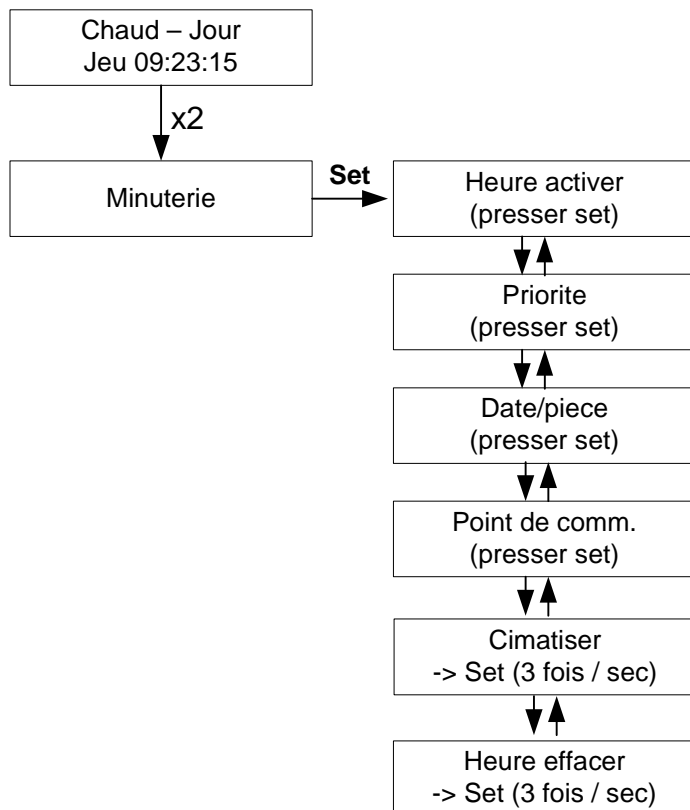 Chaud – Jour
Jeu 09:23:15
x2
Minuterie
Set
Heure activer
(presser set)
Priorite
(presser set)
Date/piece
(presser set)
Point de comm.
(presser set)
Cimatiser
-> Set (3 fois / sec)
Heure effacer
-> Set (3 fois / sec)